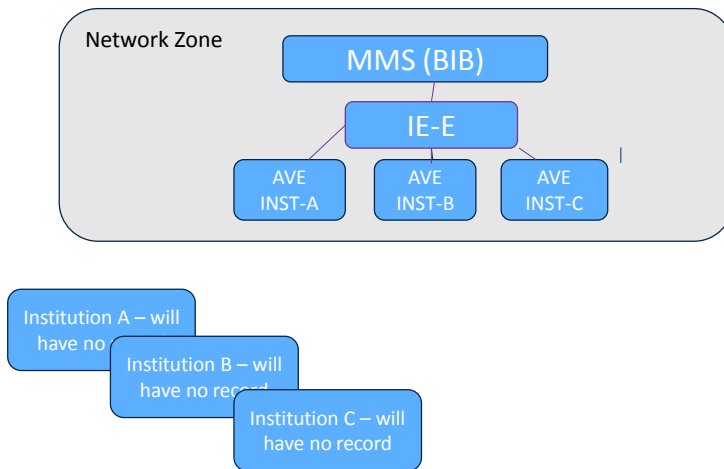 Network Zone
MMS (BIB)
IE-E
AVE
INST-A
AVE
INST-B
AVE
INST-C
Institution A – will
have no
Institution B – will
have no record
Institution C – will
have no record